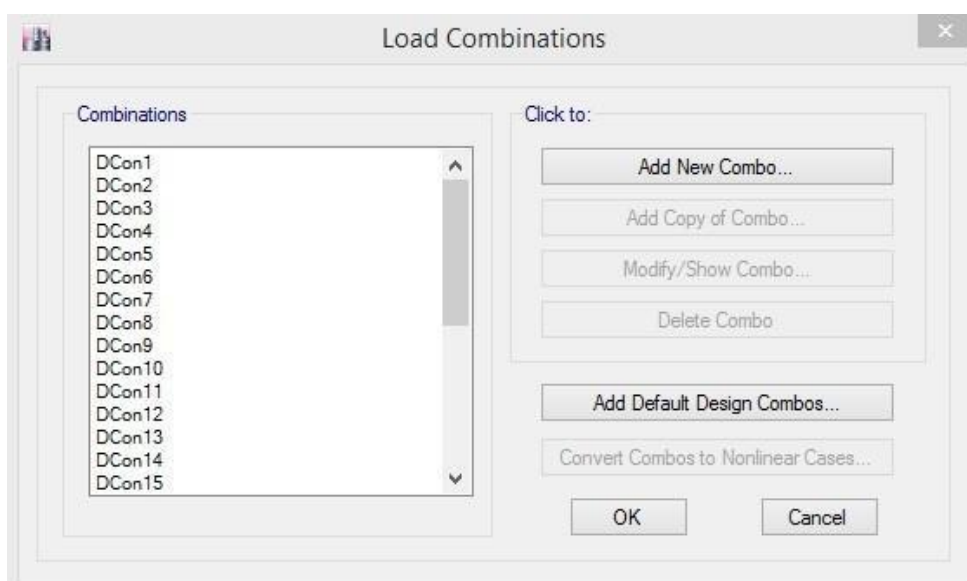 Load Combinations
Combinations
DCon1
DCon2
DCon3
DCon4
DCon5
DCon6
DCon7
DCon8
DCon9
DCon10
DCon11
DCon12
DCon13
DCon14
DCon15
Click to:
Add New Combo...
Add Copy of Combo...
Modify/Show Combo...
Delete Combo
Add Default Design Combos...
Convert Combos to Nonlinear Cases...
OK
Cancel